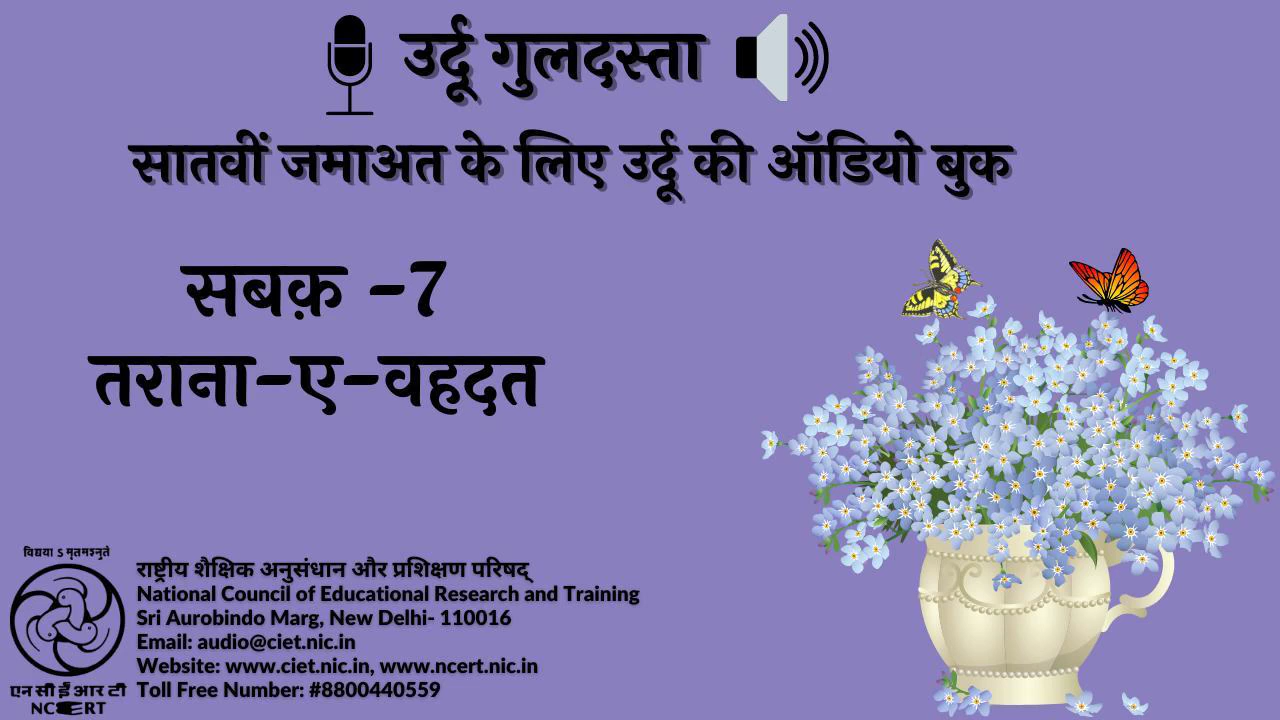 उर्दू गुलदस्ता
सातवीं जमाअत के लिए उर्दू की ऑडियो बुक
सबक़ -7
तराना-ए-वहदत
विद्यया ऽ मृतमश्नुते
एन सी ई आर टी
NCERT
राष्ट्रीय शैक्षिक अनुसंधान और प्रशिक्षण परिषद्
National Council of Educational Research and Training
Sri Aurobindo Marg, New Delhi- 110016
Email: audio@ciet.nic.in
Website: www.ciet.nic.in, www.ncert.nic.in
Toll Free Number: #8800440559